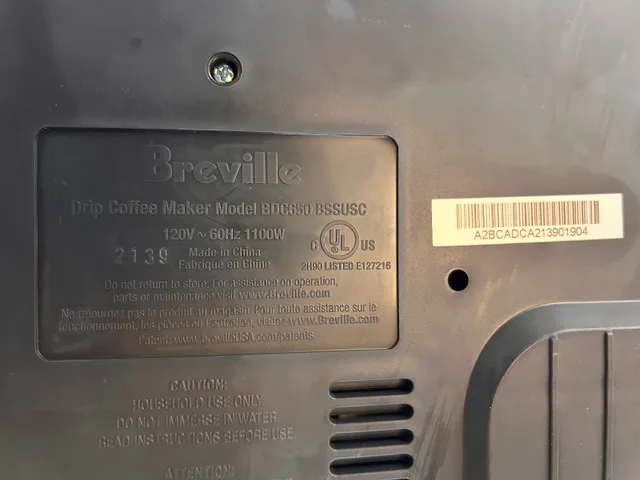 Breville
Drip Coffee Maker Model BDC650 BSSUSC
120V~60Hz 1100W
2139
Made in China
Fabriqué en Chine
C UL US
LISTED E127216
Do not return to store. For assistance on operation,
parts or maintenance visit www.Breville.com
Ne retournez pas le produit au magasin. Pour toute assistance sur le
fonctionnement, les pièces ou l'entretien, visitez www.Breville.com
Patent: www.brevilleUSA.com/patents
A2BCADCA213901904
CAUTION:
HOUSEHOLD USE ONLY.
DO NOT IMMERSE IN WATER.
READ INSTRUCTIONS BEFORE USE.
ATTENTION: